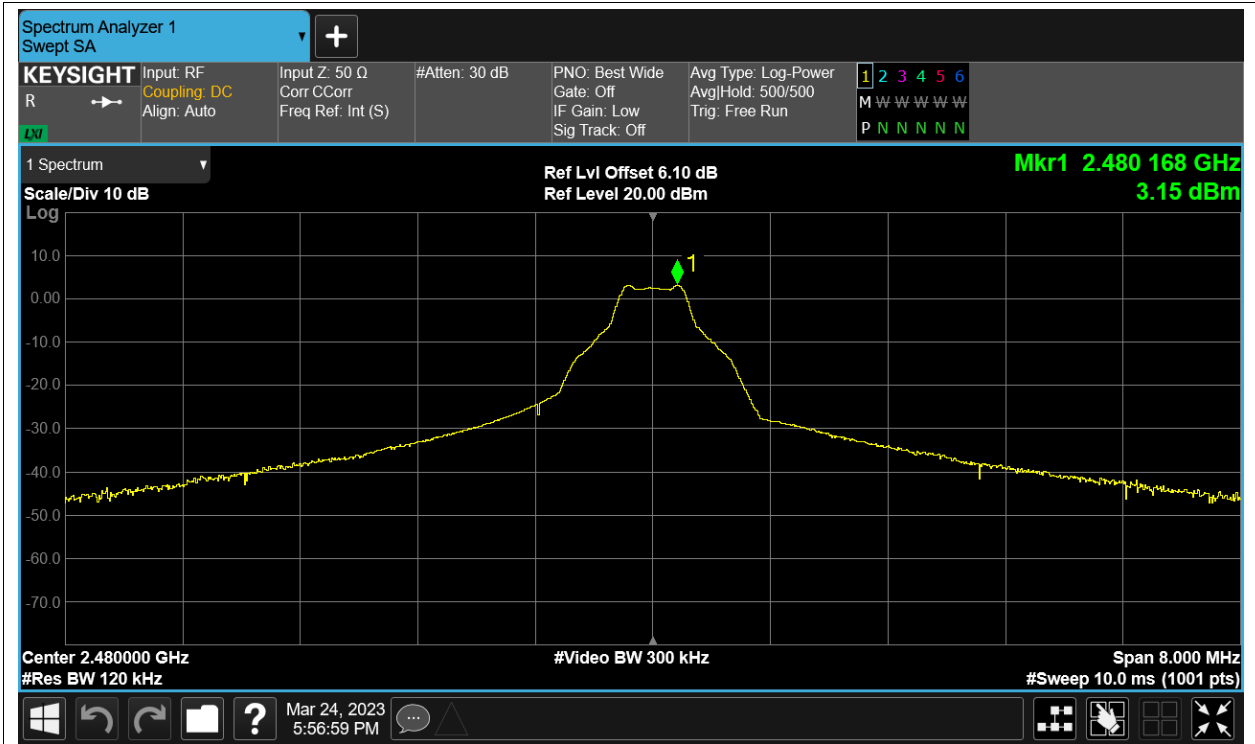 Spectrum Analyzer 1
Swept SA
KEYSIGHT
R
LXI
Input: RF
Coupling: DC
Align: Auto
Input Z: 50 Ω
Corr CCorr
Freq Ref: Int (S)
#Atten: 30 dB
PNO: Best Wide
Gate: Off
IF Gain: Low
Sig Track: Off
Avg Type: Log-Power
Avg|Hold: 500/500
Trig: Free Run
1 2 3 4 5 6
M W W W W W
P N N N N N
1 Spectrum
Scale/Div 10 dB
Log
Ref Lvl Offset 6.10 dB
Ref Level 20.00 dBm
Mkr1 2.480 168 GHz
3.15 dBm
1
10.0
0.00
-10.0
-20.0
-30.0
-40.0
-50.0
-60.0
-70.0
Center 2.480000 GHz
#Res BW 120 kHz
#Video BW 300 kHz
Span 8.000 MHz
#Sweep 10.0 ms (1001 pts)
?
Mar 24, 2023
5:56:59 PM